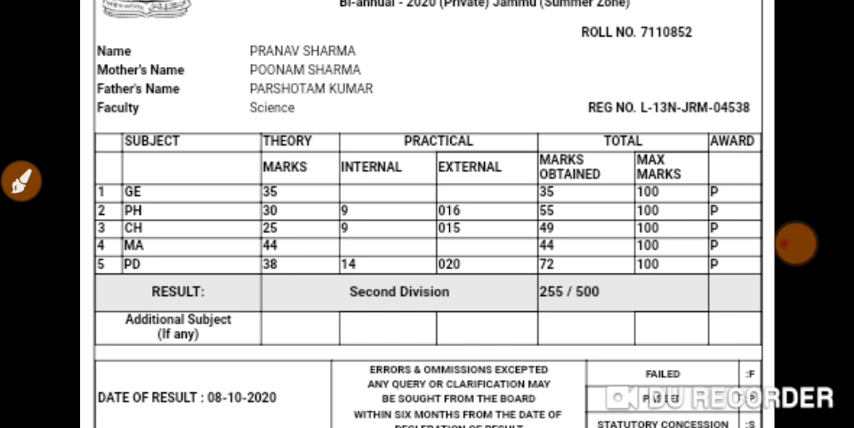 Bi-annual - 2020 (Private) Jammu (Summer Zone)
ROLL NO. 7110852
Name PRANAV SHARMA
Mother's Name POONAM SHARMA
Father's Name PARSHOTAM KUMAR
Faculty Science REG NO. L-13N-JRM-04538
SUBJECT THEORY PRACTICAL TOTAL AWARD
MARKS INTERNAL EXTERNAL MARKS OBTAINED MAX MARKS
1 GE 35 35 100 P
2 PH 30 9 016 55 100 P
3 CH 25 9 015 49 100 P
4 MA 44 44 100 P
5 PD 38 14 020 72 100 P
RESULT: Second Division 255 / 500
Additional Subject
(If any)
DATE OF RESULT : 08-10-2020
ERRORS & OMMISSIONS EXCEPTED
ANY QUERY OR CLARIFICATION MAY
BE SOUGHT FROM THE BOARD
WITHIN SIX MONTHS FROM THE DATE OF
DECLERATION OF RESULT
FAILED :F
PASSED :P
STATUTORY CONCESSION :S
DU RECORDER